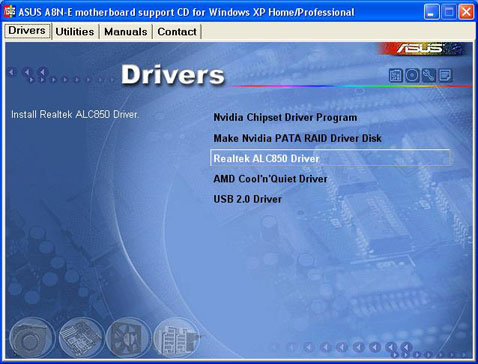 ASUS A8N-E motherboard support CD for Windows XP Home/Professional
Drivers Utilities Manuals Contact
ASUS
Drivers
Install Realtek ALC850 Driver.
Nvidia Chipset Driver Program
Make Nvidia PATA RAID Driver Disk
Realtek ALC850 Driver
AMD Cool'n'Quiet Driver
USB 2.0 Driver